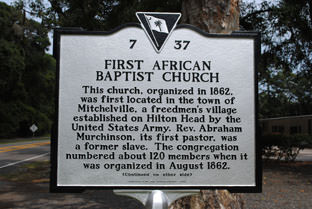 7 37
FIRST AFRICAN
BAPTIST CHURCH
This church, organized in 1862,
was first located in the town of
Mitchelville, a freedmen's village
established on Hilton Head by the
United States Army. Rev. Abraham
Murchinson, its first pastor, was
a former slave. The congregation
numbered about 120 members when it
was organized in August 1862.
(Continued on other side)